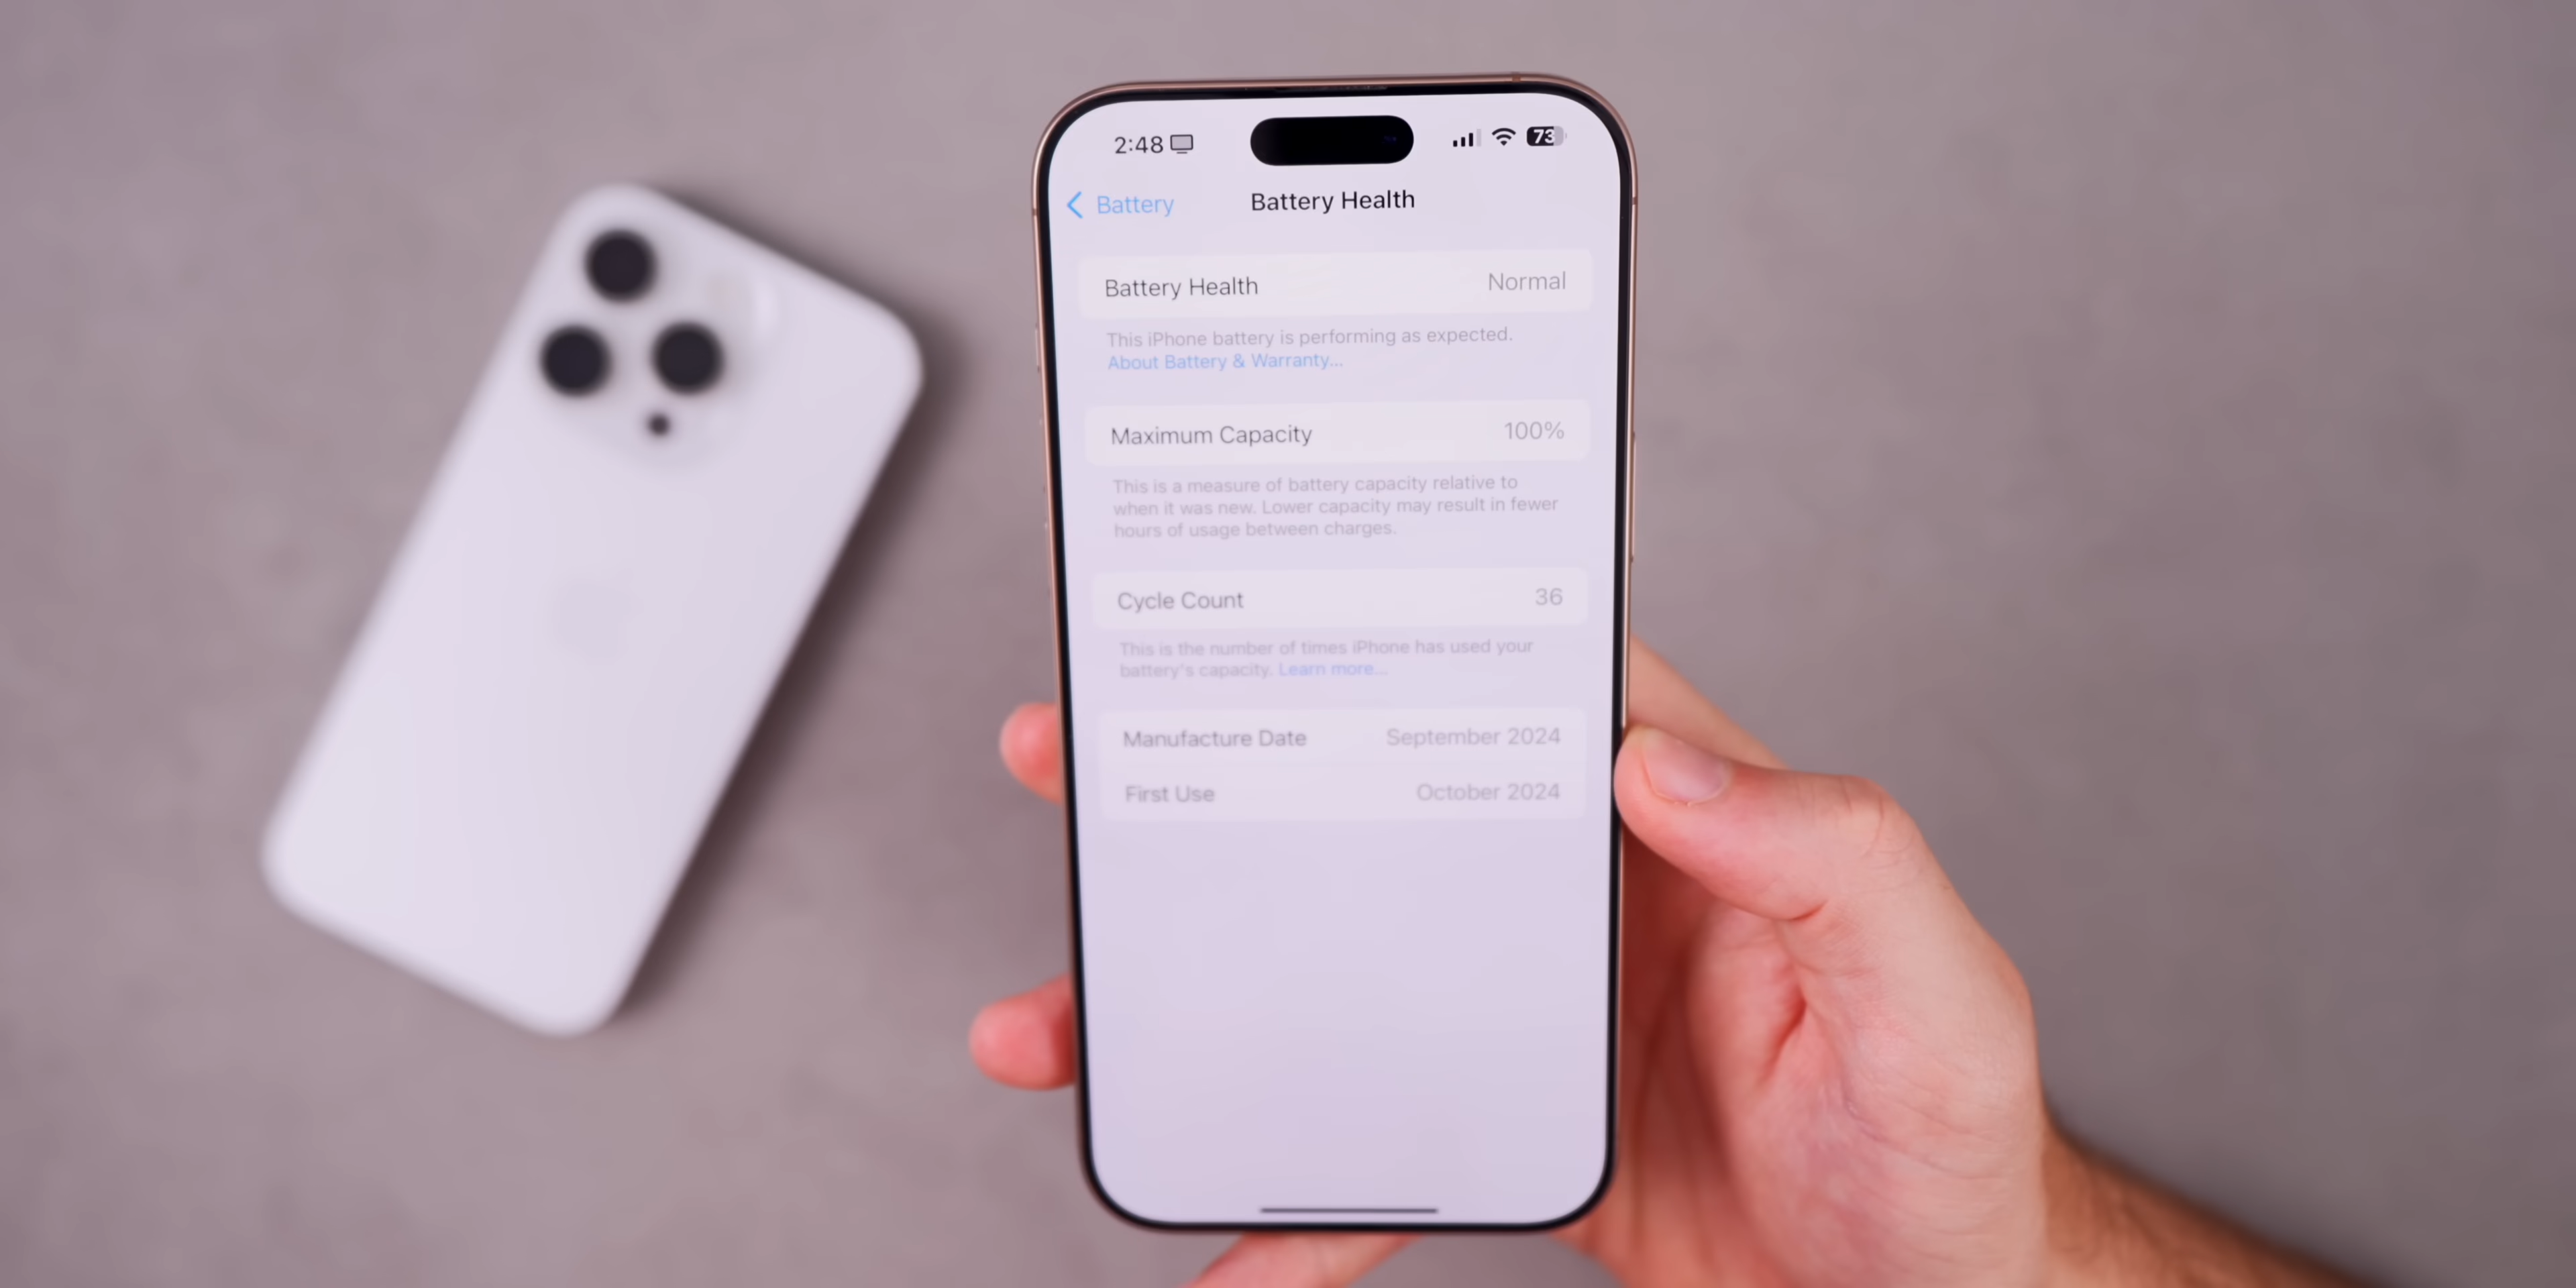 2:48
73
Battery
Battery Health
Battery Health Normal
This iPhone battery is performing as expected.
About Battery & Warranty...
Maximum Capacity 100%
This is a measure of battery capacity relative to
when it was new. Lower capacity may result in fewer
hours of usage between charges.
Cycle Count 36
This is the number of times iPhone has used your
battery's capacity. Learn more...
Manufacture Date September 2024
First Use October 2024